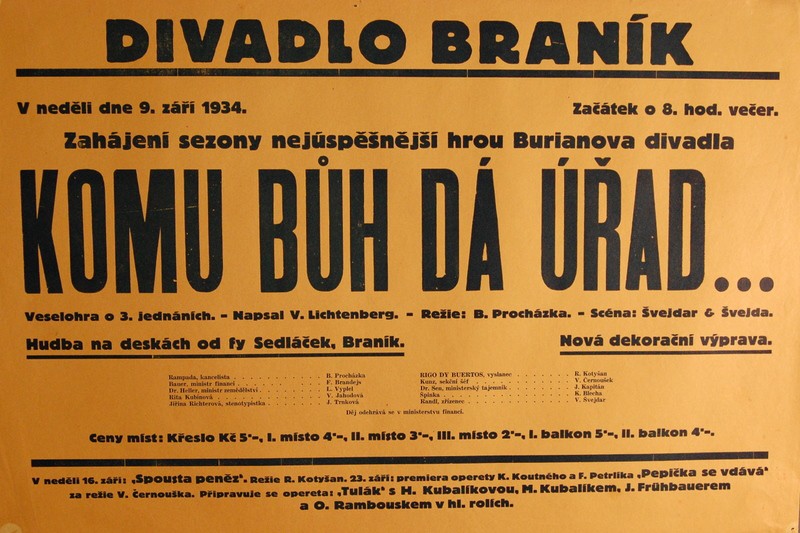 DIVADLO BRANÍK
V neděli dne 9. září 1934. Začátek o 8. hod. večer.
Zahájení sezony nejúspěšnější hrou Burianova divadla
KOMU BŮH DÁ ÚŘAD...
Veselohra o 3. jednáních. - Napsal V. Lichtenberg. - Režie: B. Procházka. - Scéna: Švejdar & Švejda.
Hudba na deskách od fy Sedláček, Braník. Nová dekorační výprava.
Rampada, kancelista . . . . . . . . . . B. Procházka RIGO DY BUERTOS, vyslanec . . . . . . . . R. Kotyšan
Bauer, ministr financí . . . . . . . . . . F. Brandejs Kunz, sekční šéf . . . . . . . . . . V. Černoušek
Dr. Heller, ministr zemědělství . . . . . . . . L. Vyplel Dr. Sen, ministerský tajemník . . . . . . . . J. Kapitán
Rita Kubínová . . . . . . . . . . V. Jahodová Špinka . . . . . . . . . . K. Blecha
Jiřina Richterová, stenotypistka . . . . . . . . J. Trnková Randl, zřízenec . . . . . . . . . . V. Švejdar
Děj odehrává se v ministerstvu financí.
Ceny míst: Křeslo Kč 5·-, I. místo 4·-, II. místo 3·-, III. místo 2·-, I. balkon 5·-, II. balkon 4·-.
V neděli 16. září: „Spousta peněz". Režie R. Kotyšan. 23. září: premiera operety K. Koutného a F. Petrlíka „Pepička se vdává"
za režie V. Černouška. Připravuje se opereta: „Tulák" s H. Kubalíkovou, M. Kubalíkem, J. Frühbauerem
a O. Rambouskem v hl. rolích.